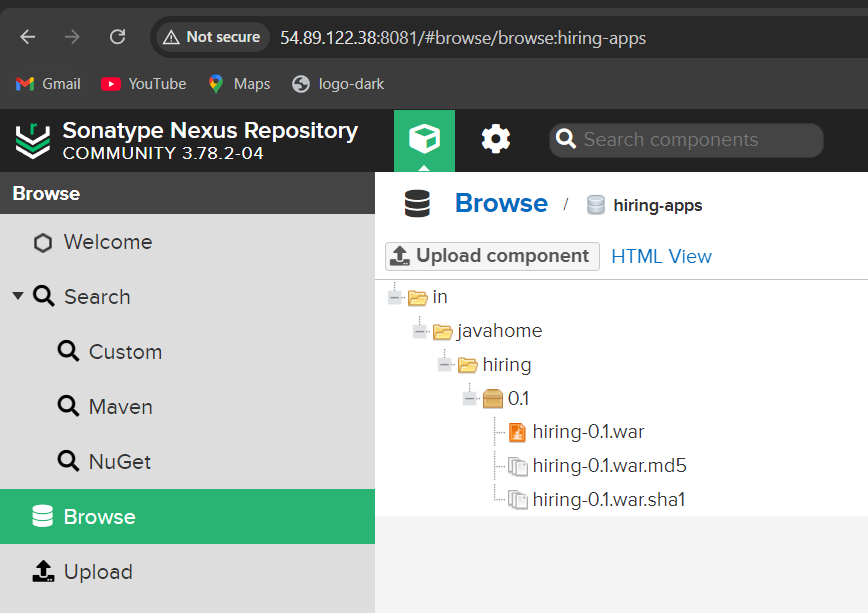 Not secure 54.89.122.38:8081/#browse/browse:hiring-apps
Gmail YouTube Maps logo-dark
Sonatype Nexus Repository
COMMUNITY 3.78.2-04
Search components
Browse
Welcome
Search
Custom
Maven
NuGet
Browse
Upload
Browse / hiring-apps
Upload component HTML View
in
javahome
hiring
0.1
hiring-0.1.war
hiring-0.1.war.md5
hiring-0.1.war.sha1